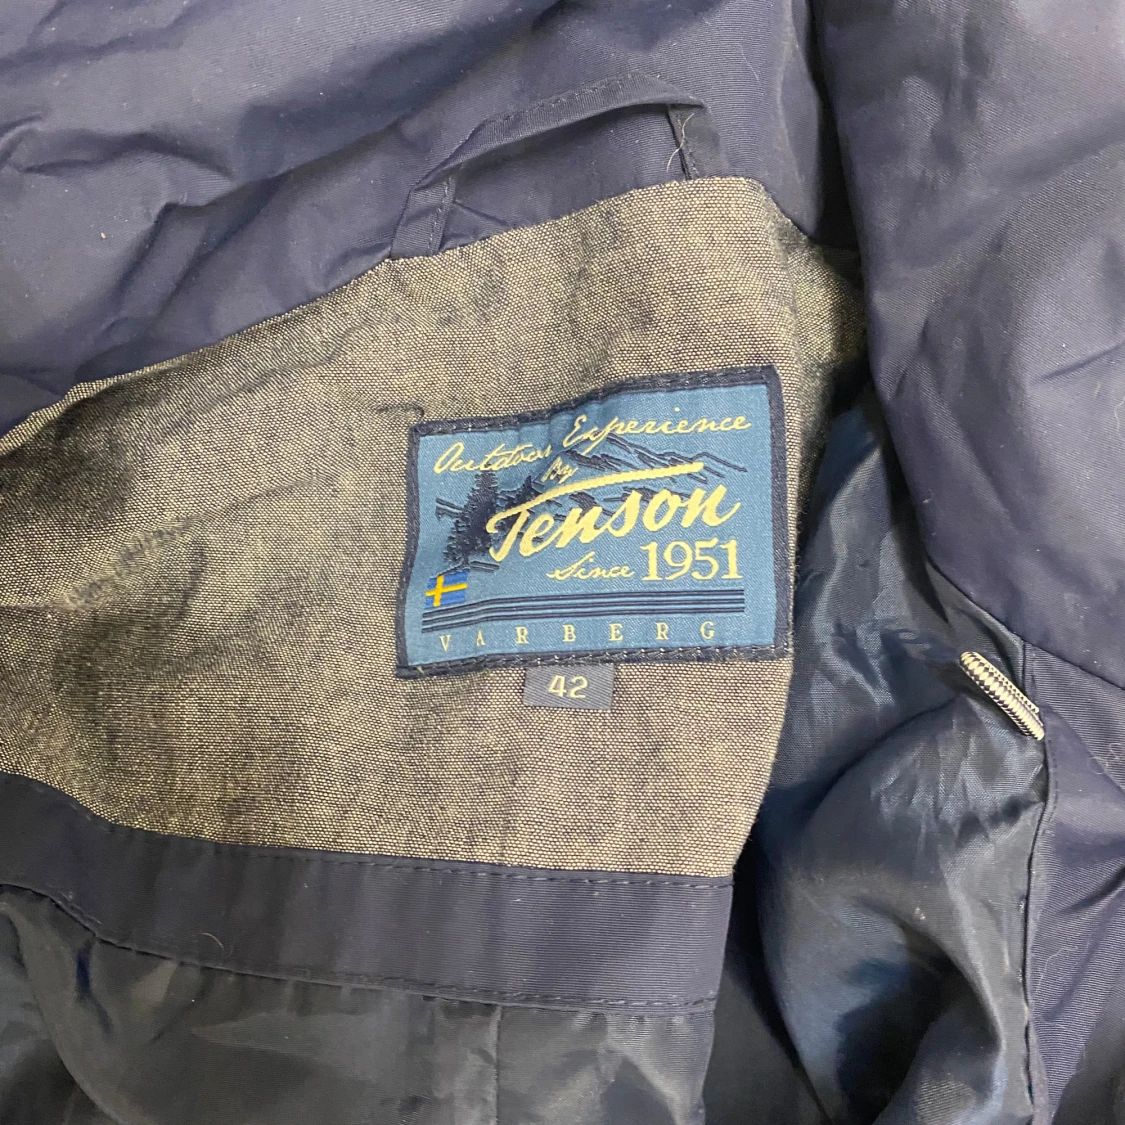 Outdoor Experience
By
Tenson
Since 1951
VARBERG
42